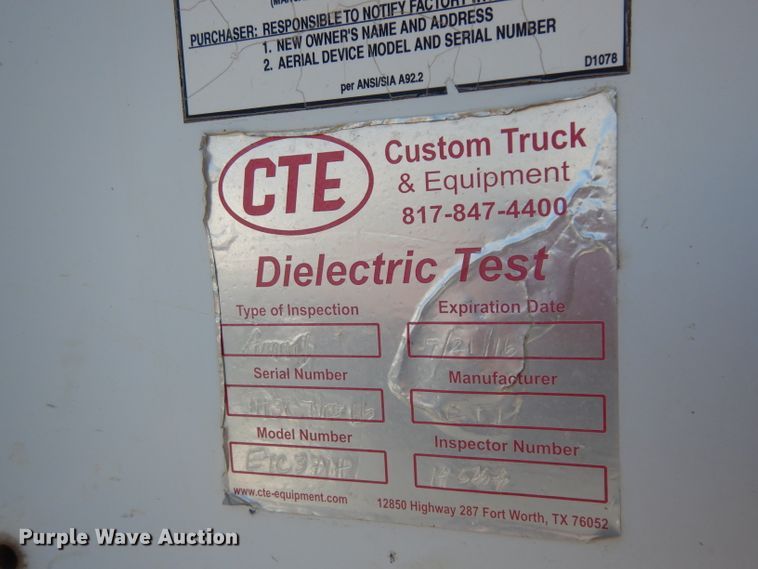 PURCHASER: RESPONSIBLE TO NOTIFY FACTORY
1. NEW OWNER'S NAME AND ADDRESS
2. AERIAL DEVICE MODEL AND SERIAL NUMBER
per ANSI/SIA A92.2
D1078
CTE
Custom Truck
& Equipment
817-847-4400
Dielectric Test
Type of Inspection
Expiration Date
/21/16
Serial Number
Manufacturer
ETI
Model Number
Inspector Number
www.cte-equipment.com
12850 Highway 287 Fort Worth, TX 76052
Purple Wave Auction